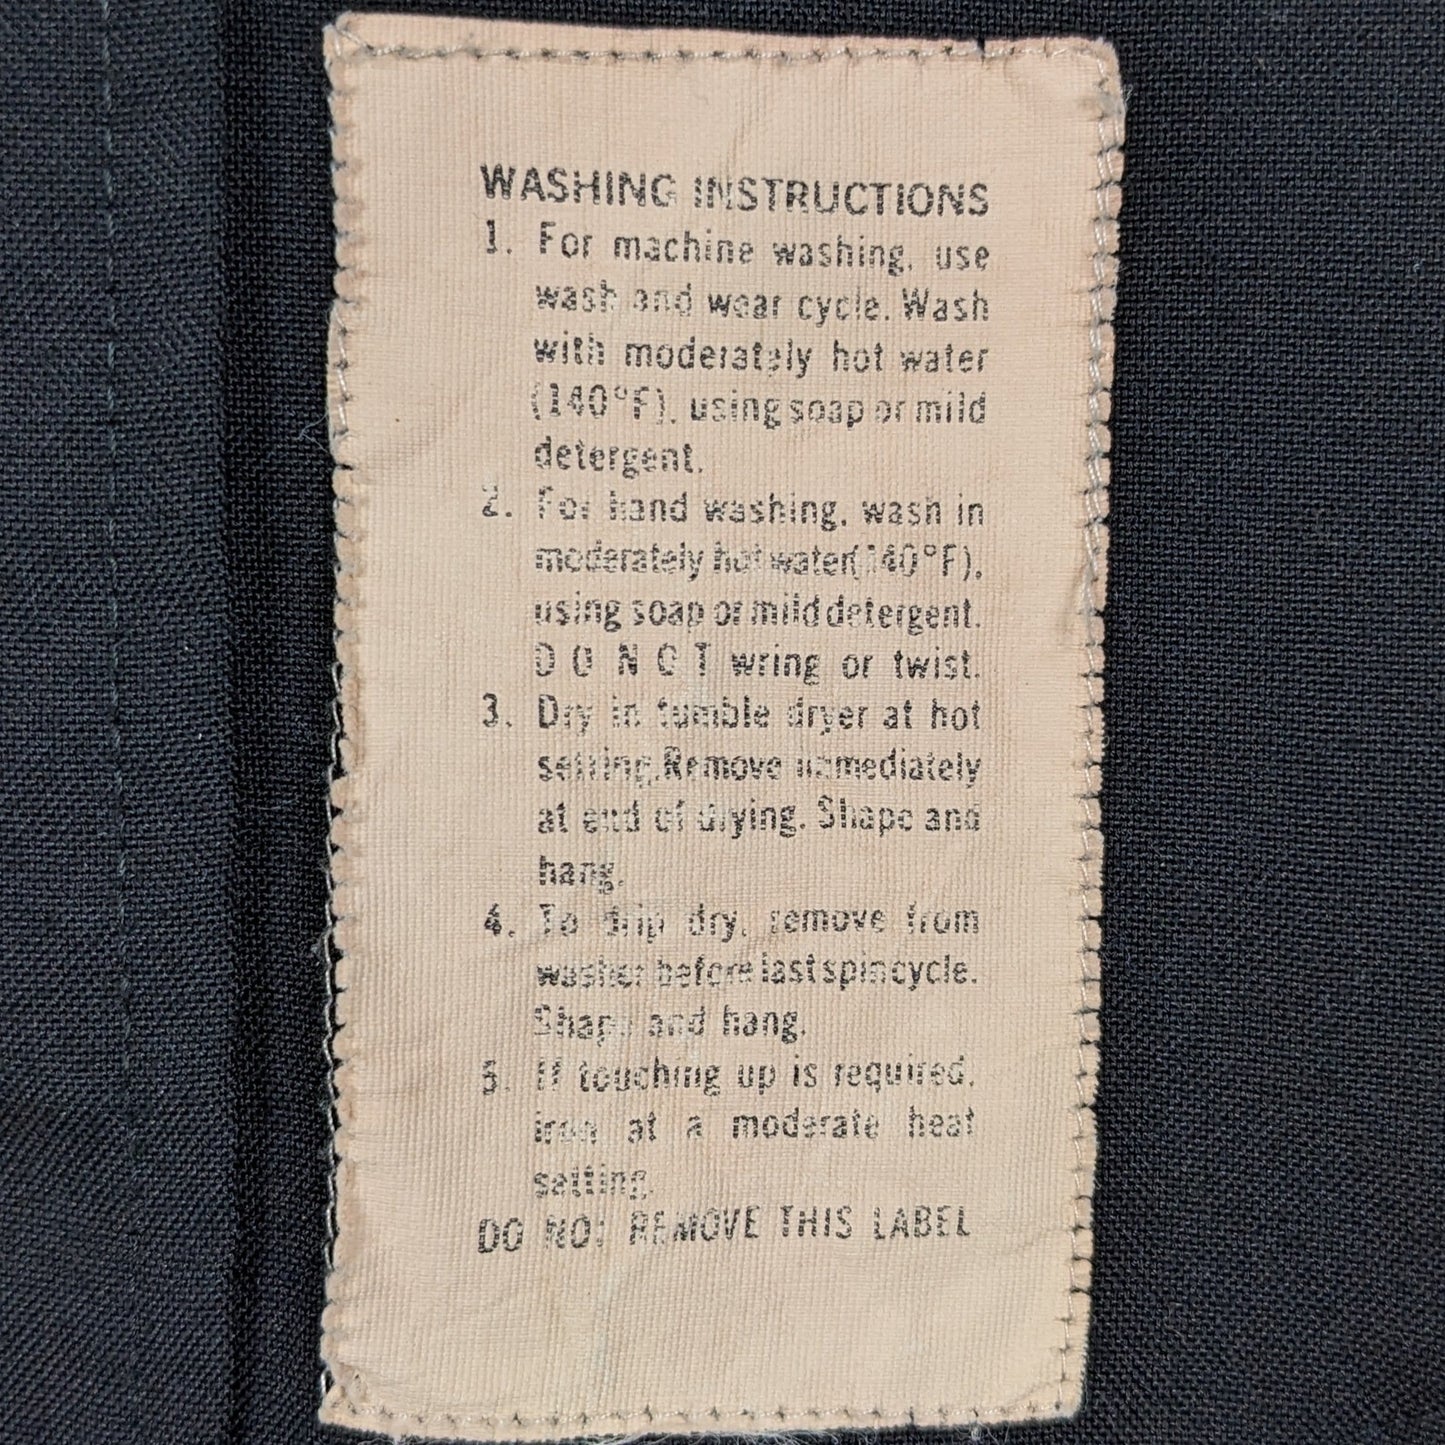 WASHING INSTRUCTIONS
1. For machine washing, use
wash and wear cycle. Wash
with moderately hot water
(140°F), using soap or mild
detergent.
2. For hand washing, wash in
moderately hot water (140°F),
using soap or mild detergent.
DO NOT wring or twist.
3. Dry in tumble dryer at hot
setting. Remove immediately
at end of drying. Shape and
hang.
4. To drip dry, remove from
washer before last spin cycle.
Shape and hang.
5. If touching up is required,
iron at a moderate heat
setting.
DO NOT REMOVE THIS LABEL